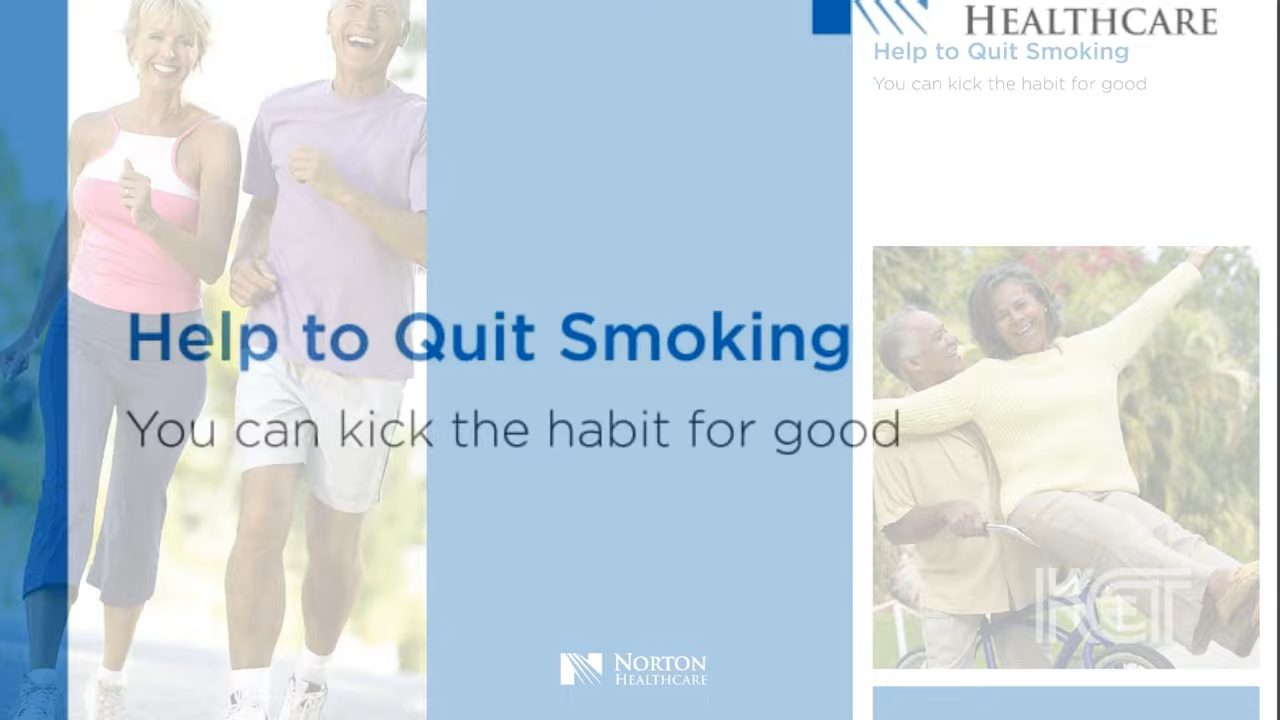 HEALTHCARE
Help to Quit Smoking
You can kick the habit for good
Help to Quit Smoking
You can kick the habit for good
KET
NORTON
HEALTHCARE